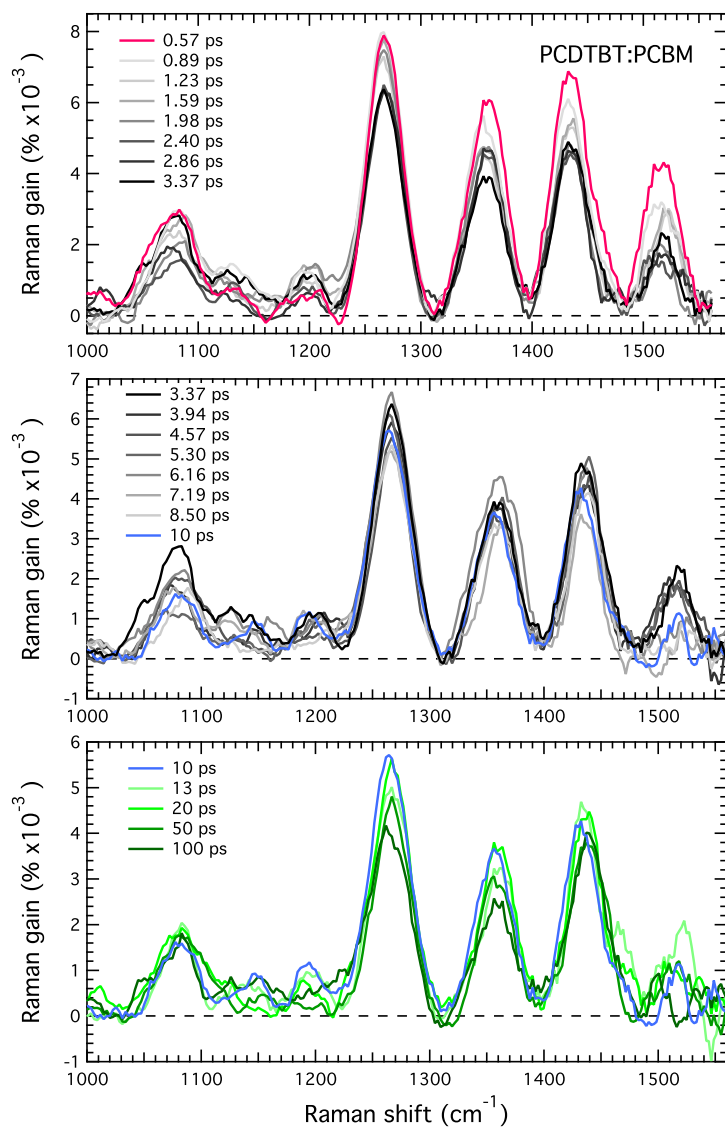 PCDTBT:PCBM
Raman gain (% x10⁻³)
8
6
4
2
0
0.57 ps
0.89 ps
1.23 ps
1.59 ps
1.98 ps
2.40 ps
2.86 ps
3.37 ps
1000 1100 1200 1300 1400 1500
Raman gain (% x10⁻³)
7
6
5
4
3
2
1
0
-1
3.37 ps
3.94 ps
4.57 ps
5.30 ps
6.16 ps
7.19 ps
8.50 ps
10 ps
1000 1100 1200 1300 1400 1500
Raman gain (% x10⁻³)
6
5
4
3
2
1
0
-1
10 ps
13 ps
20 ps
50 ps
100 ps
1000 1100 1200 1300 1400 1500
Raman shift (cm⁻¹)